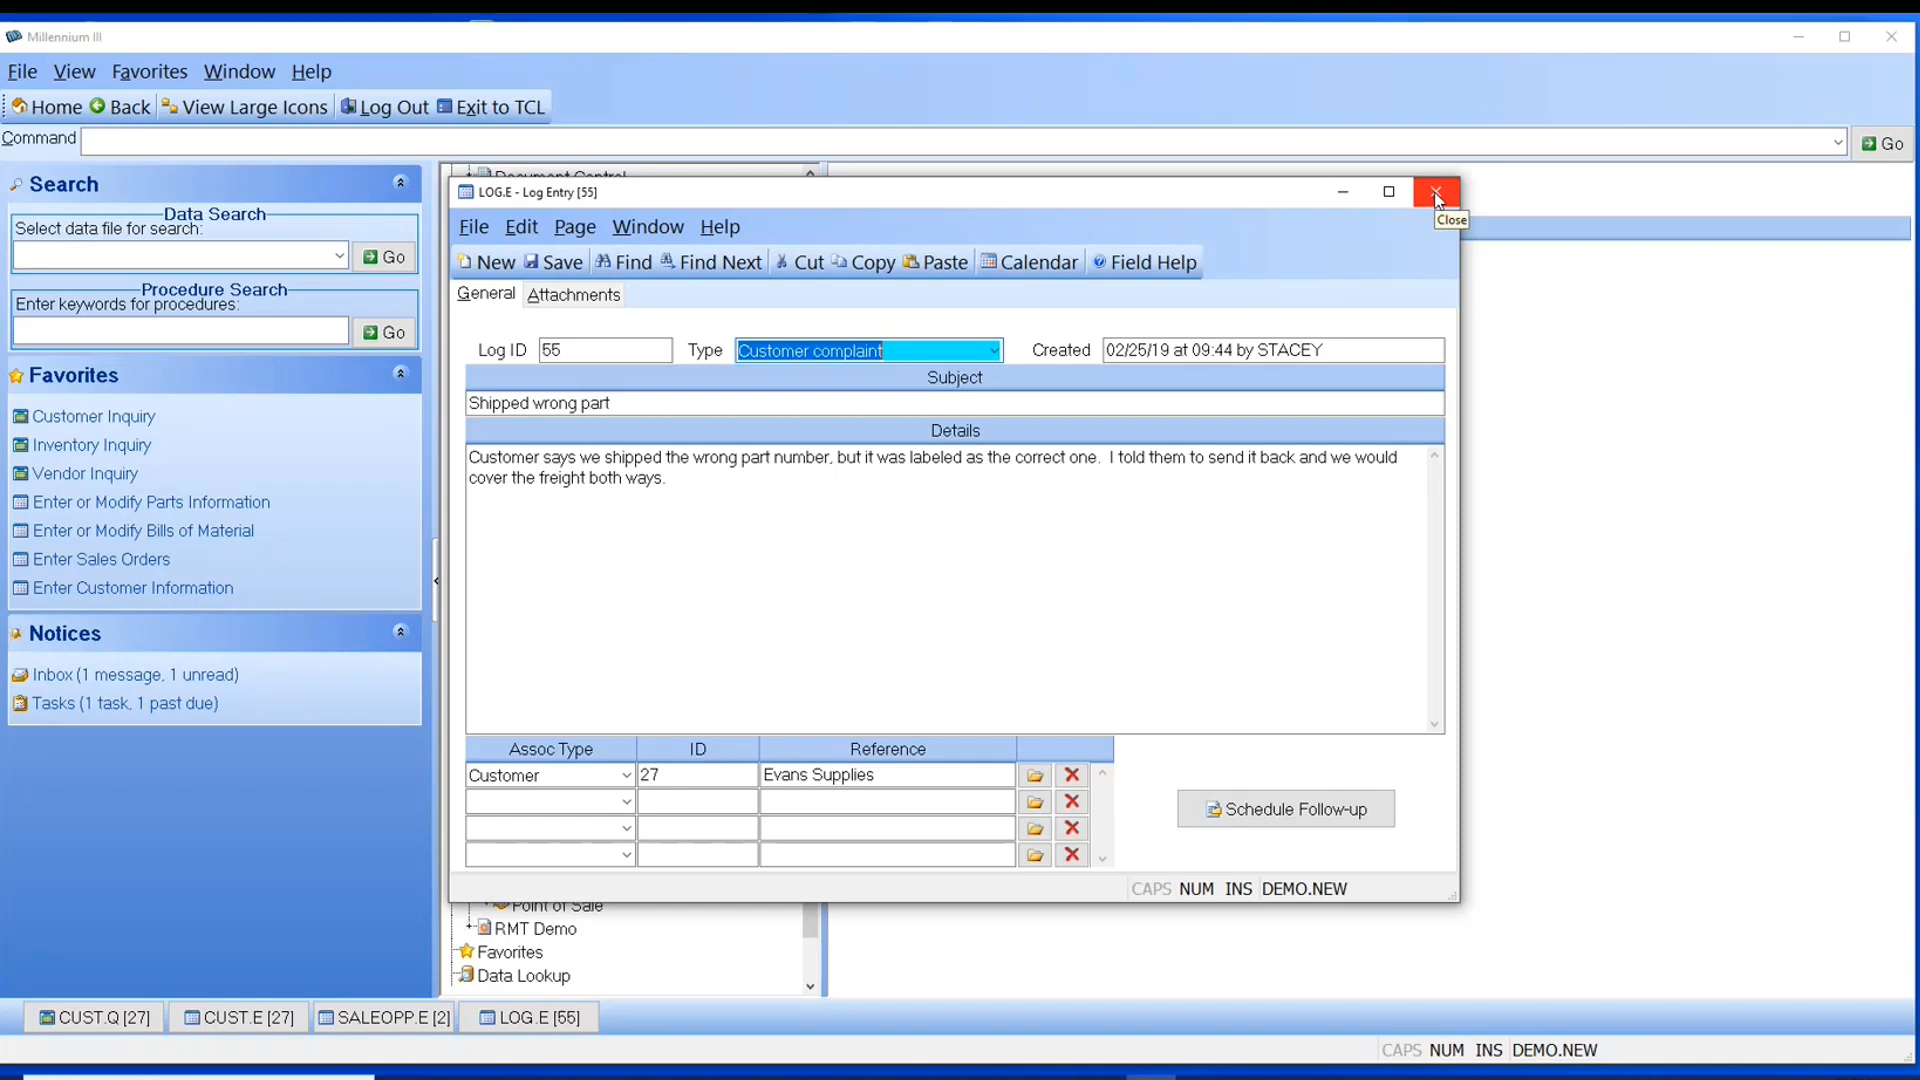 Millennium III
File View Favorites Window Help
Home Back View Large Icons Log Out Exit to TCL
Command Go
Search
Data Search
Select data file for search:
Go
Procedure Search
Enter keywords for procedures:
Go
Favorites
Customer Inquiry
Inventory Inquiry
Vendor Inquiry
Enter or Modify Parts Information
Enter or Modify Bills of Material
Enter Sales Orders
Enter Customer Information
Notices
Inbox (1 message, 1 unread)
Tasks (1 task, 1 past due)
Document Control
LOG.E - Log Entry [55]
Close
File Edit Page Window Help
New Save Find Find Next Cut Copy Paste Calendar Field Help
General Attachments
Log ID 55 Type Customer complaint Created 02/25/19 at 09:44 by STACEY
Subject
Shipped wrong part
Details
Customer says we shipped the wrong part number, but it was labeled as the correct one. I told them to send it back and we would
cover the freight both ways.
Assoc Type ID Reference
Customer 27 Evans Supplies
Schedule Follow-up
CAPS NUM INS DEMO.NEW
Point of Sale
RMT Demo
Favorites
Data Lookup
CUST.Q [27] CUST.E [27] SALEOPP.E [2] LOG.E [55]
CAPS NUM INS DEMO.NEW